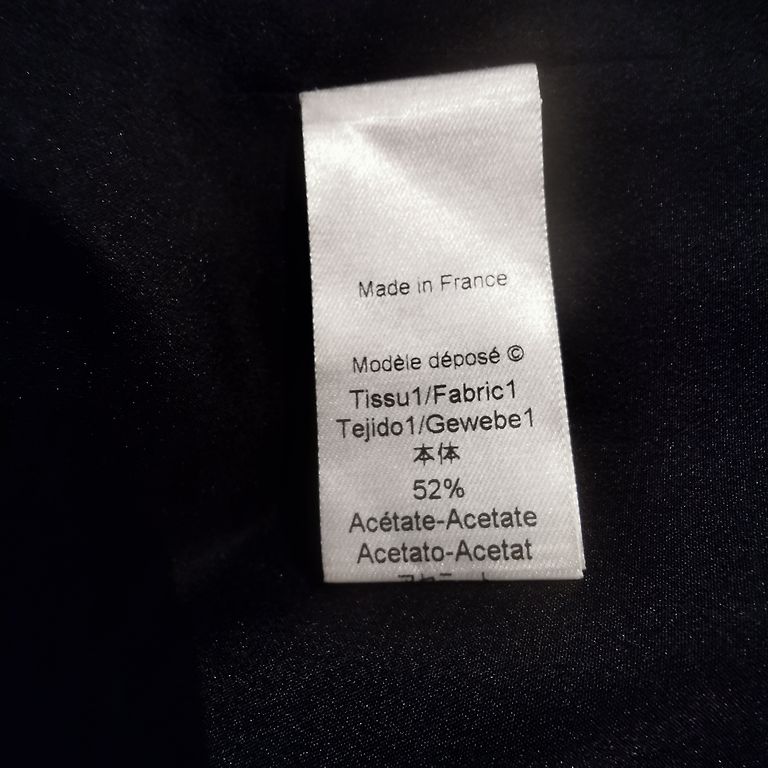 Made in France
Modèle déposé ©
Tissu1/Fabric1
Tejido1/Gewebe1
本体
52%
Acétate-Acetate
Acetato-Acetat